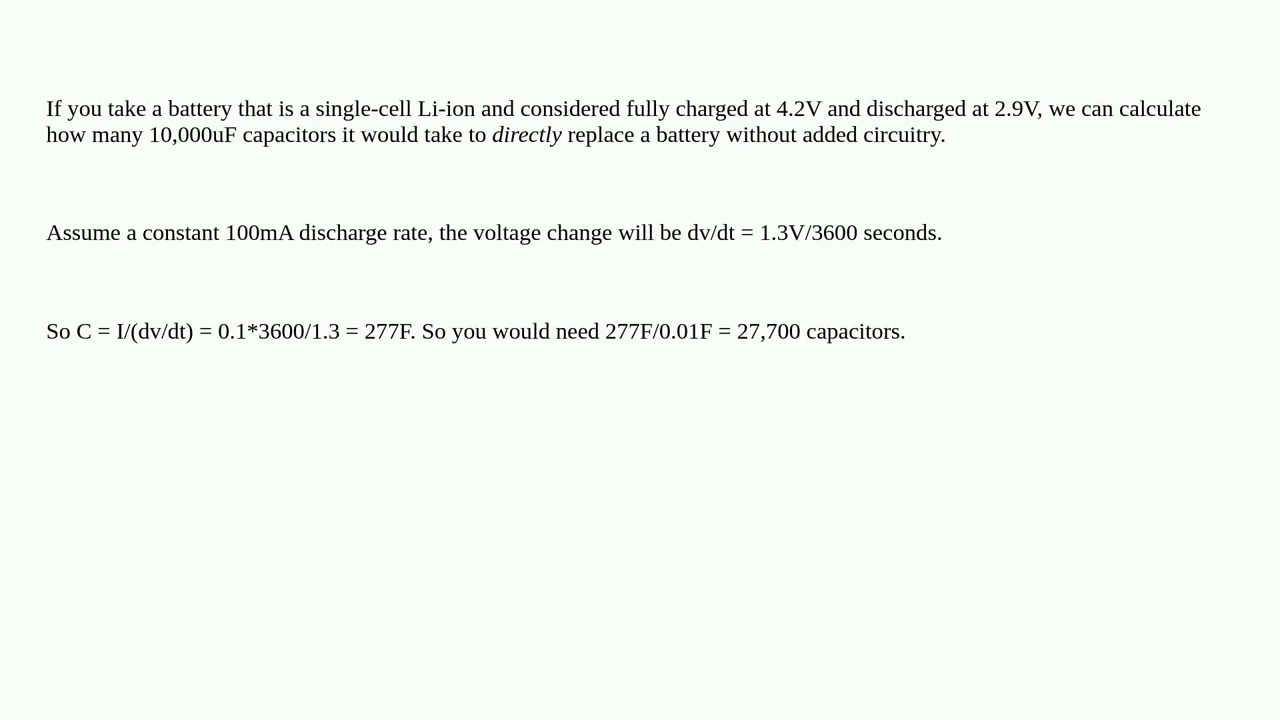 If you take a battery that is a single-cell Li-ion and considered fully charged at 4.2V and discharged at 2.9V, we can calculate
how many 10,000uF capacitors it would take to directly replace a battery without added circuitry.
Assume a constant 100mA discharge rate, the voltage change will be dv/dt = 1.3V/3600 seconds.
So C = I/(dv/dt) = 0.1*3600/1.3 = 277F. So you would need 277F/0.01F = 27,700 capacitors.